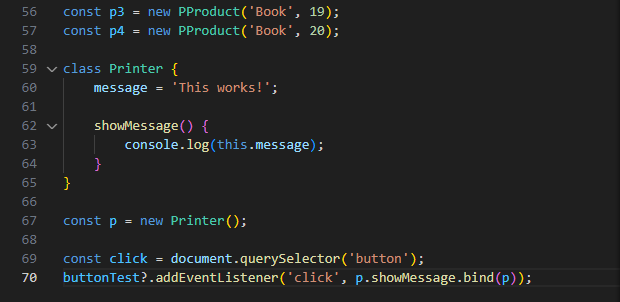 56 const p3 = new PProduct('Book', 19);
57 const p4 = new PProduct('Book', 20);
58
59 class Printer {
60 message = 'This works!';
61
62 showMessage() {
63 console.log(this.message);
64 }
65 }
66
67 const p = new Printer();
68
69 const click = document.querySelector('button');
70 buttonTest?.addEventListener('click', p.showMessage.bind(p));